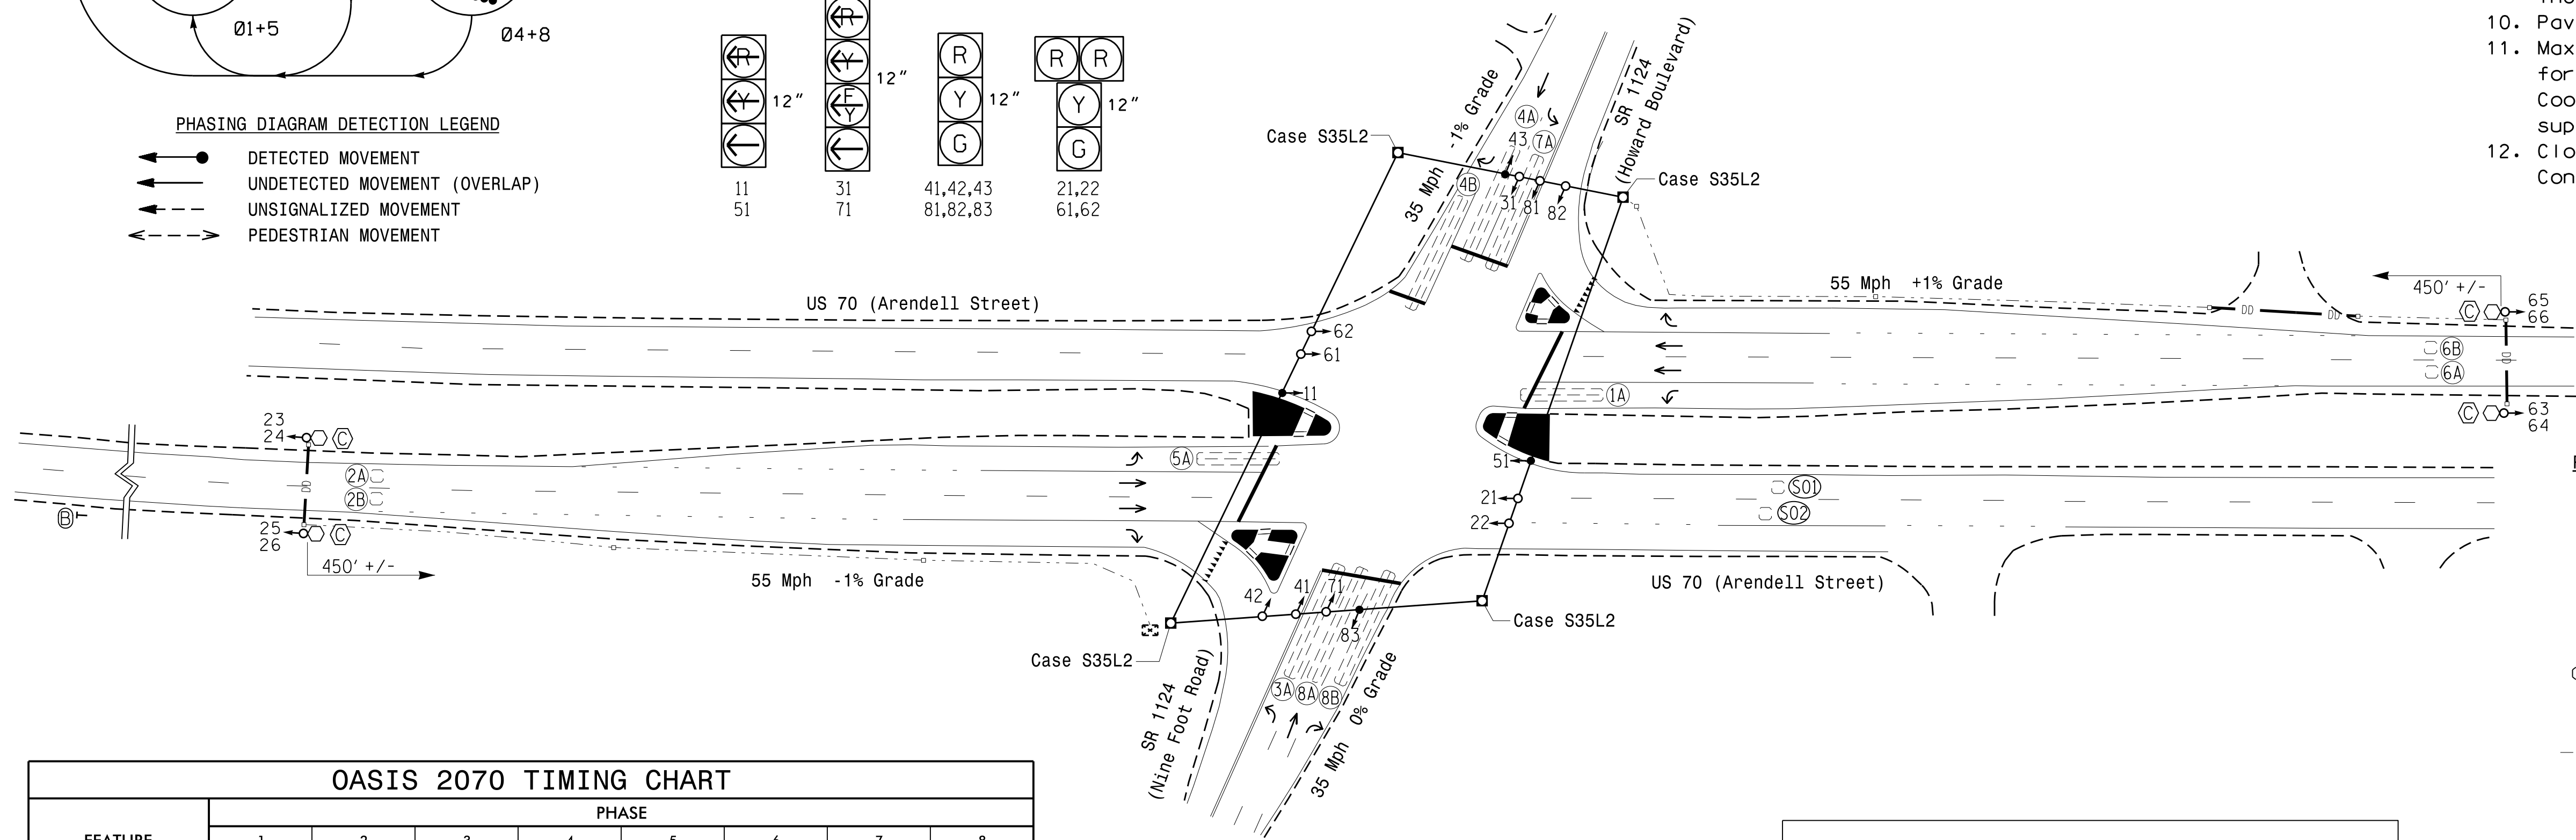 Ø1+5
Ø4+8
PHASING DIAGRAM DETECTION LEGEND
DETECTED MOVEMENT
UNDETECTED MOVEMENT (OVERLAP)
UNSIGNALIZED MOVEMENT
PEDESTRIAN MOVEMENT
R
Y
12"
11
51
R
Y
F
Y
12"
31
71
R
Y
G
12"
41,42,43
81,82,83
R R
Y
G
12"
21,22
61,62
10. Pav
11. Max
for
Coo
sup
12. Clo
Con
Case S35L2
35 Mph -1% Grade
SR 1124
(Howard Boulevard)
4A
43
7A
4B
31
81
82
Case S35L2
US 70 (Arendell Street)
55 Mph +1% Grade
450' +/-
C
65
66
62
61
11
6B
6A
1A
C
63
64
23
24
C
2A
2B
B
25
26
C
450' +/-
5A
51
21
22
S01
S02
55 Mph -1% Grade
US 70 (Arendell Street)
42
41
71
83
Case S35L2
Case S35L2
SR 1124
(Nine Foot Road)
3A
8A
8B
35 Mph 0% Grade
OASIS 2070 TIMING CHART
FEATURE
PHASE
1 2 3 4 5 6 7 8